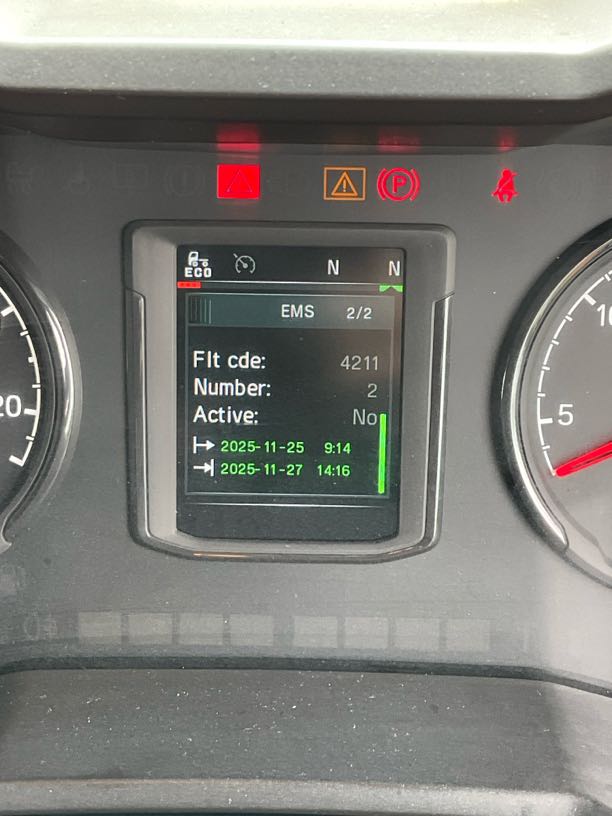 P
ECO N N
EMS 2/2
Flt cde: 4211
Number: 2
Active: No
2025-11-25 9:14
2025-11-27 14:16
20
5
10